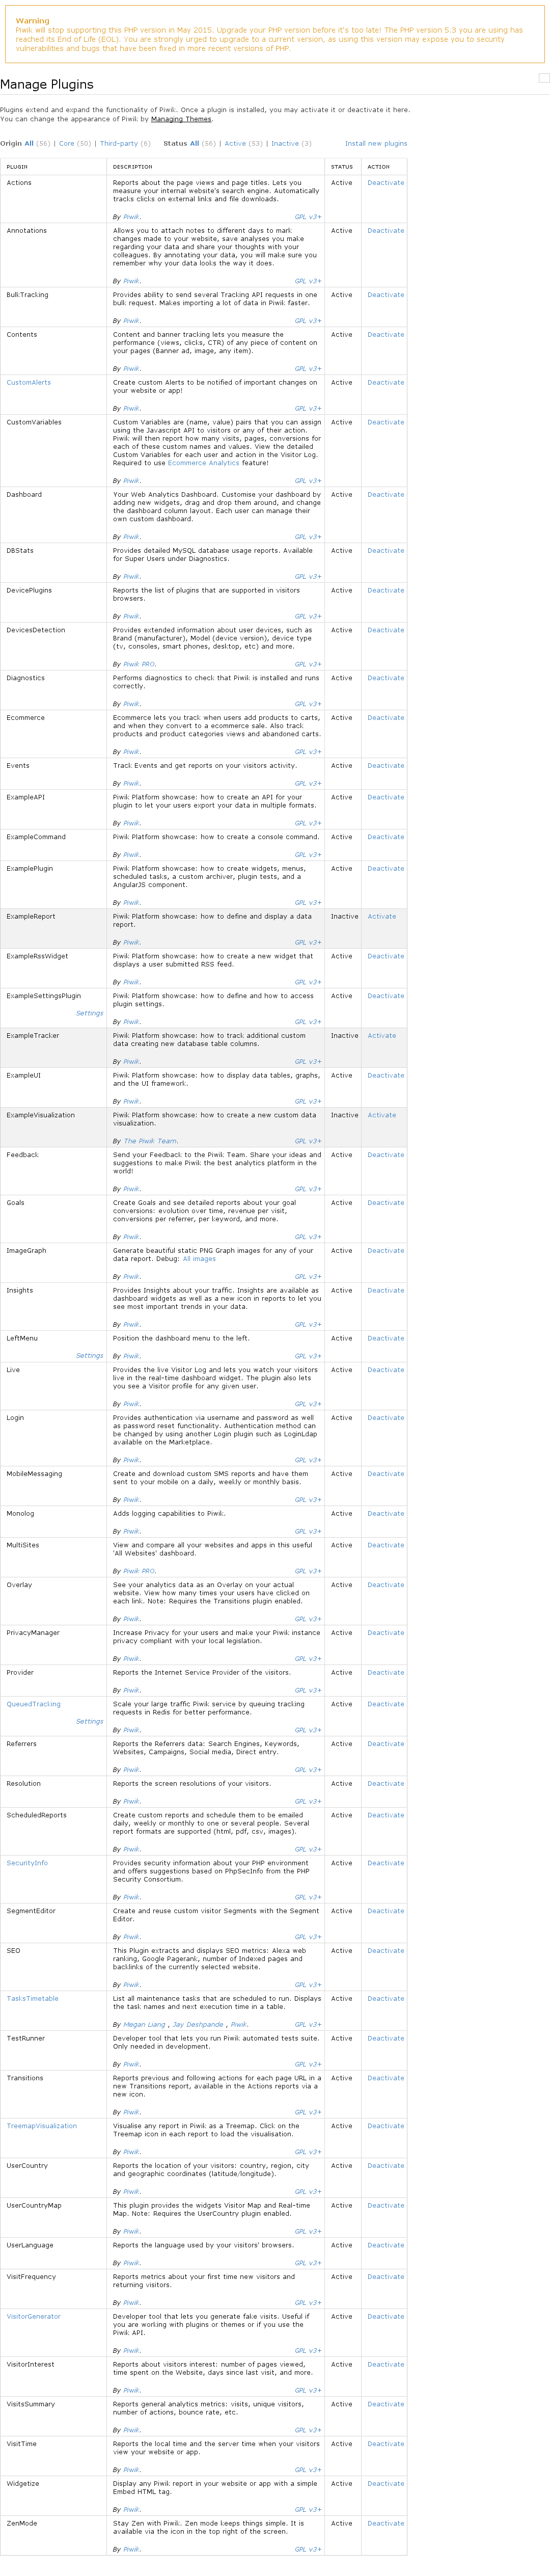 Warning
Piwik will stop supporting this PHP version in May 2015. Upgrade your PHP version before it's too late! The PHP version 5.3 you are using has
reached its End of Life (EOL). You are strongly urged to upgrade to a current version, as using this version may expose you to security
vulnerabilities and bugs that have been fixed in more recent versions of PHP.
Manage Plugins
Plugins extend and expand the functionality of Piwik. Once a plugin is installed, you may activate it or deactivate it here.
You can change the appearance of Piwik by Managing Themes.
Origin All (56) | Core (50) | Third-party (6) Status All (56) | Active (53) | Inactive (3) Install new plugins
PLUGIN DESCRIPTION STATUS ACTION
Actions Reports about the page views and page titles. Lets you Active Deactivate
measure your internal website's search engine. Automatically
tracks clicks on external links and file downloads.
By Piwik. GPL v3+
Annotations Allows you to attach notes to different days to mark Active Deactivate
changes made to your website, save analyses you make
regarding your data and share your thoughts with your
colleagues. By annotating your data, you will make sure you
remember why your data looks the way it does.
By Piwik. GPL v3+
BulkTracking Provides ability to send several Tracking API requests in one Active Deactivate
bulk request. Makes importing a lot of data in Piwik faster.
By Piwik. GPL v3+
Contents Content and banner tracking lets you measure the Active Deactivate
performance (views, clicks, CTR) of any piece of content on
your pages (Banner ad, image, any item).
By Piwik. GPL v3+
CustomAlerts Create custom Alerts to be notified of important changes on Active Deactivate
your website or app!
By Piwik. GPL v3+
CustomVariables Custom Variables are (name, value) pairs that you can assign Active Deactivate
using the Javascript API to visitors or any of their action.
Piwik will then report how many visits, pages, conversions for
each of these custom names and values. View the detailed
Custom Variables for each user and action in the Visitor Log.
Required to use Ecommerce Analytics feature!
By Piwik. GPL v3+
Dashboard Your Web Analytics Dashboard. Customise your dashboard by Active Deactivate
adding new widgets, drag and drop them around, and change
the dashboard column layout. Each user can manage their
own custom dashboard.
By Piwik. GPL v3+
DBStats Provides detailed MySQL database usage reports. Available Active Deactivate
for Super Users under Diagnostics.
By Piwik. GPL v3+
DevicePlugins Reports the list of plugins that are supported in visitors Active Deactivate
browsers.
By Piwik. GPL v3+
DevicesDetection Provides extended information about user devices, such as Active Deactivate
Brand (manufacturer), Model (device version), device type
(tv, consoles, smart phones, desktop, etc) and more.
By Piwik PRO. GPL v3+
Diagnostics Performs diagnostics to check that Piwik is installed and runs Active Deactivate
correctly.
By Piwik. GPL v3+
Ecommerce Ecommerce lets you track when users add products to carts, Active Deactivate
and when they convert to a ecommerce sale. Also track
products and product categories views and abandoned carts.
By Piwik. GPL v3+
Events Track Events and get reports on your visitors activity. Active Deactivate
By Piwik. GPL v3+
ExampleAPI Piwik Platform showcase: how to create an API for your Active Deactivate
plugin to let your users export your data in multiple formats.
By Piwik. GPL v3+
ExampleCommand Piwik Platform showcase: how to create a console command. Active Deactivate
By Piwik. GPL v3+
ExamplePlugin Piwik Platform showcase: how to create widgets, menus, Active Deactivate
scheduled tasks, a custom archiver, plugin tests, and a
AngularJS component.
By Piwik. GPL v3+
ExampleReport Piwik Platform showcase: how to define and display a data Inactive Activate
report.
By Piwik. GPL v3+
ExampleRssWidget Piwik Platform showcase: how to create a new widget that Active Deactivate
displays a user submitted RSS feed.
By Piwik. GPL v3+
ExampleSettingsPlugin Piwik Platform showcase: how to define and how to access Active Deactivate
plugin settings.
Settings
By Piwik. GPL v3+
ExampleTracker Piwik Platform showcase: how to track additional custom Inactive Activate
data creating new database table columns.
By Piwik. GPL v3+
ExampleUI Piwik Platform showcase: how to display data tables, graphs, Active Deactivate
and the UI framework.
By Piwik. GPL v3+
ExampleVisualization Piwik Platform showcase: how to create a new custom data Inactive Activate
visualization.
By The Piwik Team. GPL v3+
Feedback Send your Feedback to the Piwik Team. Share your ideas and Active Deactivate
suggestions to make Piwik the best analytics platform in the
world!
By Piwik. GPL v3+
Goals Create Goals and see detailed reports about your goal Active Deactivate
conversions: evolution over time, revenue per visit,
conversions per referrer, per keyword, and more.
By Piwik. GPL v3+
ImageGraph Generate beautiful static PNG Graph images for any of your Active Deactivate
data report. Debug: All images
By Piwik. GPL v3+
Insights Provides Insights about your traffic. Insights are available as Active Deactivate
dashboard widgets as well as a new icon in reports to let you
see most important trends in your data.
By Piwik. GPL v3+
LeftMenu Position the dashboard menu to the left. Active Deactivate
Settings By Piwik. GPL v3+
Live Provides the live Visitor Log and lets you watch your visitors Active Deactivate
live in the real-time dashboard widget. The plugin also lets
you see a Visitor profile for any given user.
By Piwik. GPL v3+
Login Provides authentication via username and password as well Active Deactivate
as password reset functionality. Authentication method can
be changed by using another Login plugin such as LoginLdap
available on the Marketplace.
By Piwik. GPL v3+
MobileMessaging Create and download custom SMS reports and have them Active Deactivate
sent to your mobile on a daily, weekly or monthly basis.
By Piwik. GPL v3+
Monolog Adds logging capabilities to Piwik. Active Deactivate
By Piwik. GPL v3+
MultiSites View and compare all your websites and apps in this useful Active Deactivate
'All Websites' dashboard.
By Piwik PRO. GPL v3+
Overlay See your analytics data as an Overlay on your actual Active Deactivate
website. View how many times your users have clicked on
each link. Note: Requires the Transitions plugin enabled.
By Piwik. GPL v3+
PrivacyManager Increase Privacy for your users and make your Piwik instance Active Deactivate
privacy compliant with your local legislation.
By Piwik. GPL v3+
Provider Reports the Internet Service Provider of the visitors. Active Deactivate
By Piwik. GPL v3+
QueuedTracking Scale your large traffic Piwik service by queuing tracking Active Deactivate
requests in Redis for better performance.
Settings
By Piwik. GPL v3+
Referrers Reports the Referrers data: Search Engines, Keywords, Active Deactivate
Websites, Campaigns, Social media, Direct entry.
By Piwik. GPL v3+
Resolution Reports the screen resolutions of your visitors. Active Deactivate
By Piwik. GPL v3+
ScheduledReports Create custom reports and schedule them to be emailed Active Deactivate
daily, weekly or monthly to one or several people. Several
report formats are supported (html, pdf, csv, images).
By Piwik. GPL v3+
SecurityInfo Provides security information about your PHP environment Active Deactivate
and offers suggestions based on PhpSecInfo from the PHP
Security Consortium.
By Piwik. GPL v3+
SegmentEditor Create and reuse custom visitor Segments with the Segment Active Deactivate
Editor.
By Piwik. GPL v3+
SEO This Plugin extracts and displays SEO metrics: Alexa web Active Deactivate
ranking, Google Pagerank, number of Indexed pages and
backlinks of the currently selected website.
By Piwik. GPL v3+
TasksTimetable List all maintenance tasks that are scheduled to run. Displays Active Deactivate
the task names and next execution time in a table.
By Megan Liang , Jay Deshpande , Piwik. GPL v3+
TestRunner Developer tool that lets you run Piwik automated tests suite. Active Deactivate
Only needed in development.
By Piwik. GPL v3+
Transitions Reports previous and following actions for each page URL in a Active Deactivate
new Transitions report, available in the Actions reports via a
new icon.
By Piwik. GPL v3+
TreemapVisualization Visualise any report in Piwik as a Treemap. Click on the Active Deactivate
Treemap icon in each report to load the visualisation.
By Piwik. GPL v3+
UserCountry Reports the location of your visitors: country, region, city Active Deactivate
and geographic coordinates (latitude/longitude).
By Piwik. GPL v3+
UserCountryMap This plugin provides the widgets Visitor Map and Real-time Active Deactivate
Map. Note: Requires the UserCountry plugin enabled.
By Piwik. GPL v3+
UserLanguage Reports the language used by your visitors' browsers. Active Deactivate
By Piwik. GPL v3+
VisitFrequency Reports metrics about your first time new visitors and Active Deactivate
returning visitors.
By Piwik. GPL v3+
VisitorGenerator Developer tool that lets you generate fake visits. Useful if Active Deactivate
you are working with plugins or themes or if you use the
Piwik API.
By Piwik. GPL v3+
VisitorInterest Reports about visitors interest: number of pages viewed, Active Deactivate
time spent on the Website, days since last visit, and more.
By Piwik. GPL v3+
VisitsSummary Reports general analytics metrics: visits, unique visitors, Active Deactivate
number of actions, bounce rate, etc.
By Piwik. GPL v3+
VisitTime Reports the local time and the server time when your visitors Active Deactivate
view your website or app.
By Piwik. GPL v3+
Widgetize Display any Piwik report in your website or app with a simple Active Deactivate
Embed HTML tag.
By Piwik. GPL v3+
ZenMode Stay Zen with Piwik. Zen mode keeps things simple. It is Active Deactivate
available via the icon in the top right of the screen.
By Piwik. GPL v3+